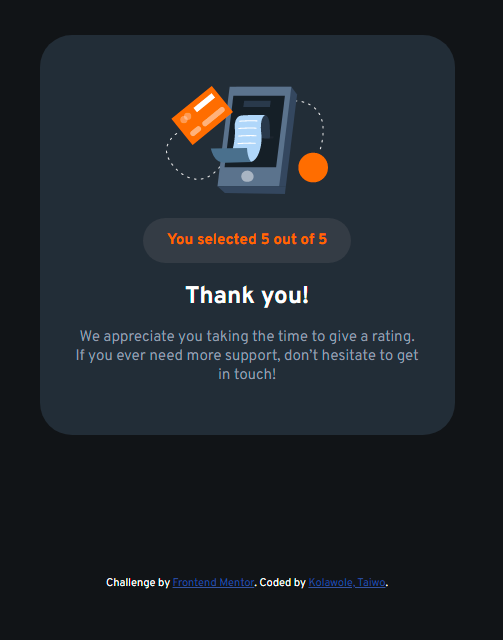 You selected 5 out of 5
Thank you!
We appreciate you taking the time to give a rating.
If you ever need more support, don't hesitate to get
in touch!
Challenge by Frontend Mentor. Coded by Kolawole, Taiwo.